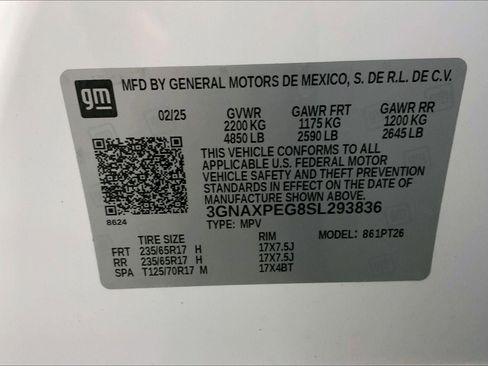 gm
MFD BY GENERAL MOTORS DE MEXICO, S. DE R.L. DE C.V.
02/25 GVWR GAWR FRT GAWR RR
2200 KG 1175 KG 1200 KG
4850 LB 2590 LB 2645 LB
THIS VEHICLE CONFORMS TO ALL
APPLICABLE U.S. FEDERAL MOTOR
VEHICLE SAFETY AND THEFT PREVENTION
STANDARDS IN EFFECT ON THE DATE OF
MANUFACTURE SHOWN ABOVE.
3GNAXPEG8SL293836
8624 TYPE: MPV MODEL: 861PT26
TIRE SIZE RIM
FRT 235/65R17 H 17X7.5J
RR 235/65R17 H 17X7.5J
SPA T125/70R17 M 17X4BT